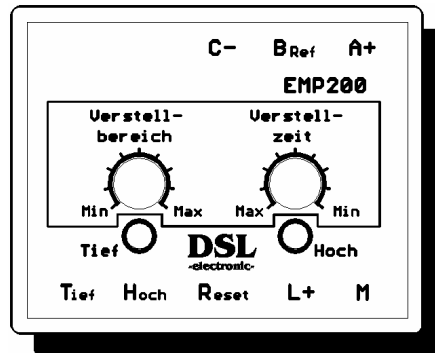 C- BRef A+
EMP200
Verstell-
bereich
Verstell-
zeit
Min Max Max Min
Tief Hoch
DSL
-electronic-
Tief Hoch Reset L+ M